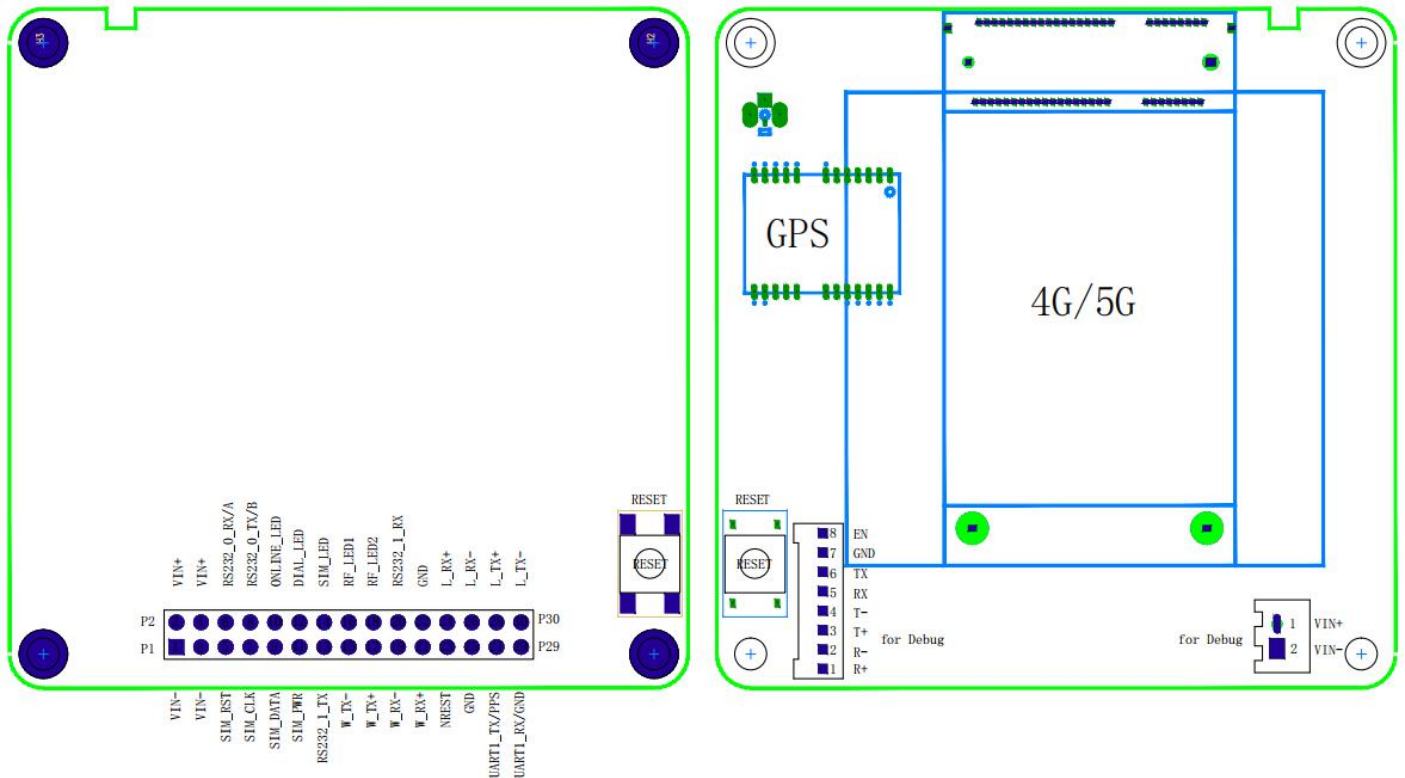 H3
H2
RESET
RESET
VIN+
VIN+
RS232_0_RX/A
RS232_0_TX/B
ONLINE_LED
DIAL_LED
SIM_LED
RF_LED1
RF_LED2
RS232_1_RX
GND
L_RX+
L_RX-
L_TX+
L_TX-
P2
P30
P1
P29
VIN-
VIN-
SIM_RST
SIM_CLK
SIM_DATA
SIM_PWR
RS232_1_TX
W_TX-
W_TX+
W_RX-
W_RX+
NREST
GND
UART1_TX/PPS
UART1_RX/GND
GPS
4G/5G
RESET
RESET
8 EN
7 GND
6 TX
5 RX
4 T-
3 T+
2 R-
1 R+
for Debug
for Debug
1 VIN+
2 VIN-